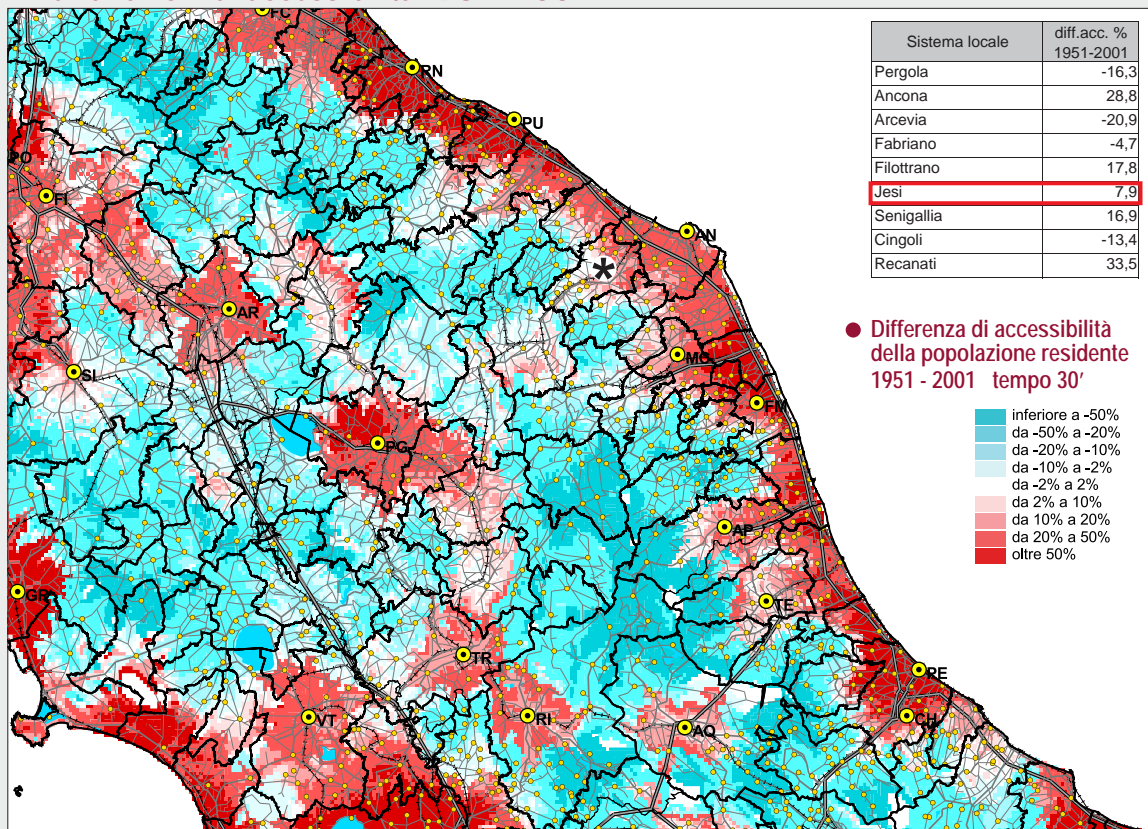 FC
RN
PU
PO
FI
AN
*
AR
MC
SI
FM
PG
AP
GR
TE
TR
PE
VT
RI
CH
AQ
Sistema locale diff.acc. % 1951-2001
Pergola -16,3
Ancona 28,8
Arcevia -20,9
Fabriano -4,7
Filottrano 17,8
Jesi 7,9
Senigallia 16,9
Cingoli -13,4
Recanati 33,5
Differenza di accessibilità
della popolazione residente
1951 - 2001 tempo 30'
inferiore a -50%
da -50% a -20%
da -20% a -10%
da -10% a -2%
da -2% a 2%
da 2% a 10%
da 10% a 20%
da 20% a 50%
oltre 50%